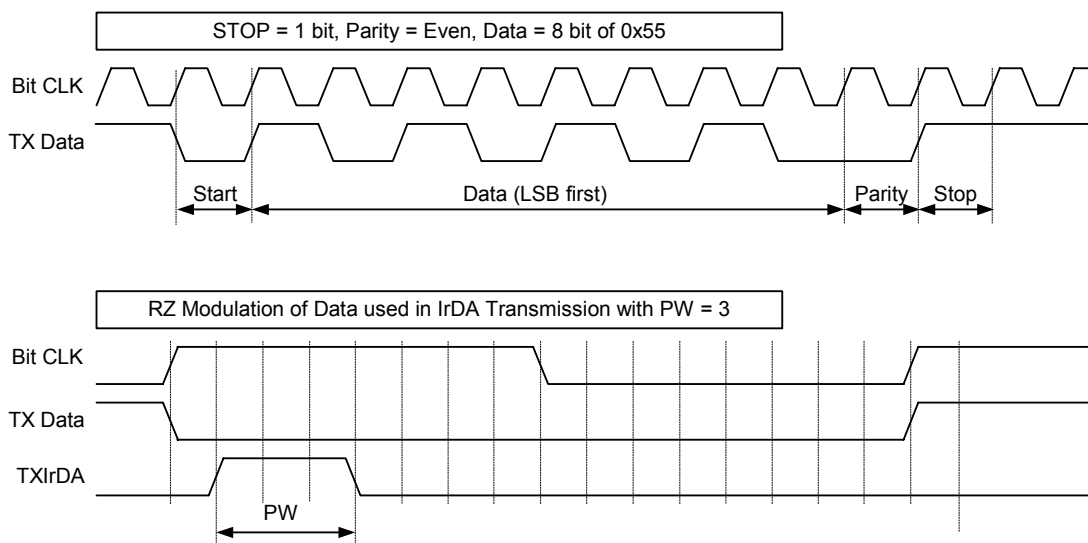 STOP = 1 bit, Parity = Even, Data = 8 bit of 0x55
Bit CLK
TX Data
Start
Data (LSB first)
Parity
Stop
RZ Modulation of Data used in IrDA Transmission with PW = 3
Bit CLK
TX Data
TXIrDA
PW